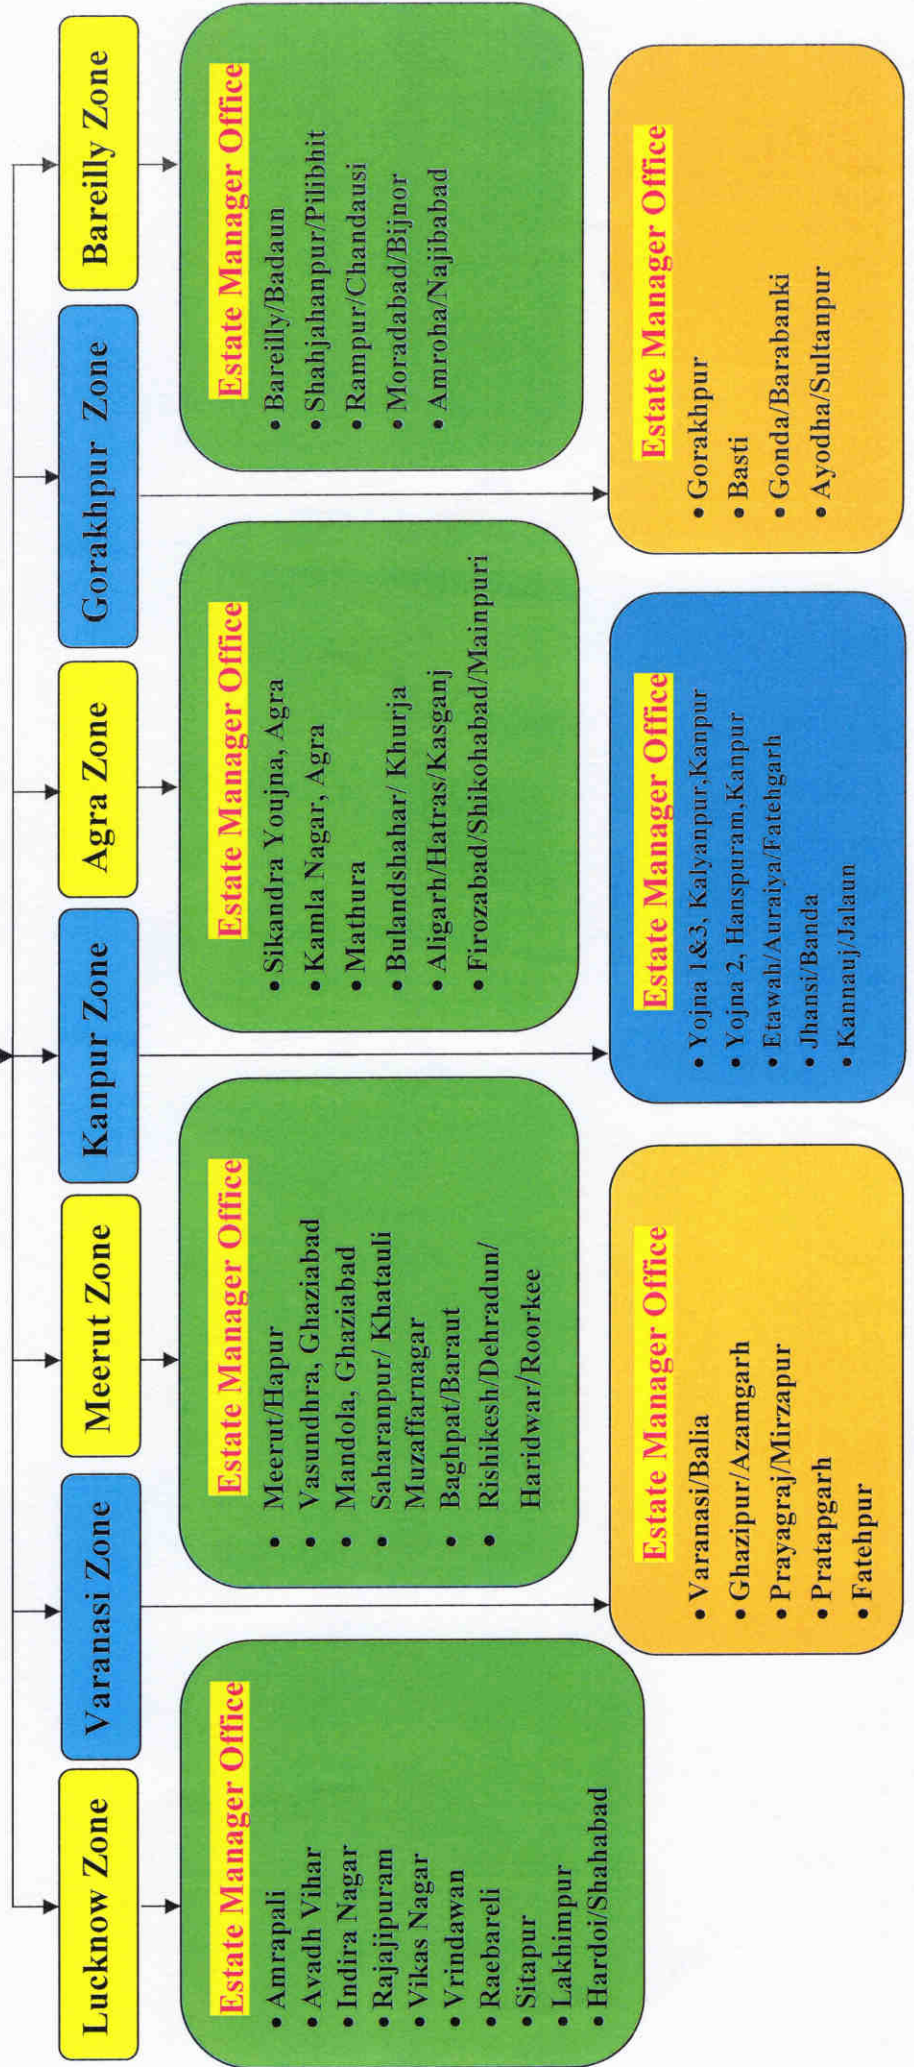 Lucknow Zone
Varanasi Zone
Meerut Zone
Kanpur Zone
Agra Zone
Gorakhpur Zone
Bareilly Zone
Estate Manager Office
• Amrapali
• Avadh Vihar
• Indira Nagar
• Rajajipuram
• Vikas Nagar
• Vrindawan
• Raebareli
• Sitapur
• Lakhimpur
• Hardoi/Shahabad
Estate Manager Office
• Meerut/Hapur
• Vasundhra, Ghaziabad
• Mandola, Ghaziabad
• Saharanpur/ Khatauli
Muzaffarnagar
• Baghpat/Baraut
• Rishikesh/Dehradun/
Haridwar/Roorkee
Estate Manager Office
• Sikandra Youjna, Agra
• Kamla Nagar, Agra
• Mathura
• Bulandshahar/ Khurja
• Aligarh/Hatras/Kasganj
• Firozabad/Shikohabad/Mainpuri
Estate Manager Office
• Bareilly/Badaun
• Shahjahanpur/Pilibhit
• Rampur/Chandausi
• Moradabad/Bijnor
• Amroha/Najibabad
Estate Manager Office
• Varanasi/Balia
• Ghazipur/Azamgarh
• Prayagraj/Mirzapur
• Pratapgarh
• Fatehpur
Estate Manager Office
• Yojna 1&3, Kalyanpur,Kanpur
• Yojna 2, Hanspuram,Kanpur
• Etawah/Auraiya/Fatehgarh
• Jhansi/Banda
• Kannauj/Jalaun
Estate Manager Office
• Gorakhpur
• Basti
• Gonda/Barabanki
• Ayodha/Sultanpur